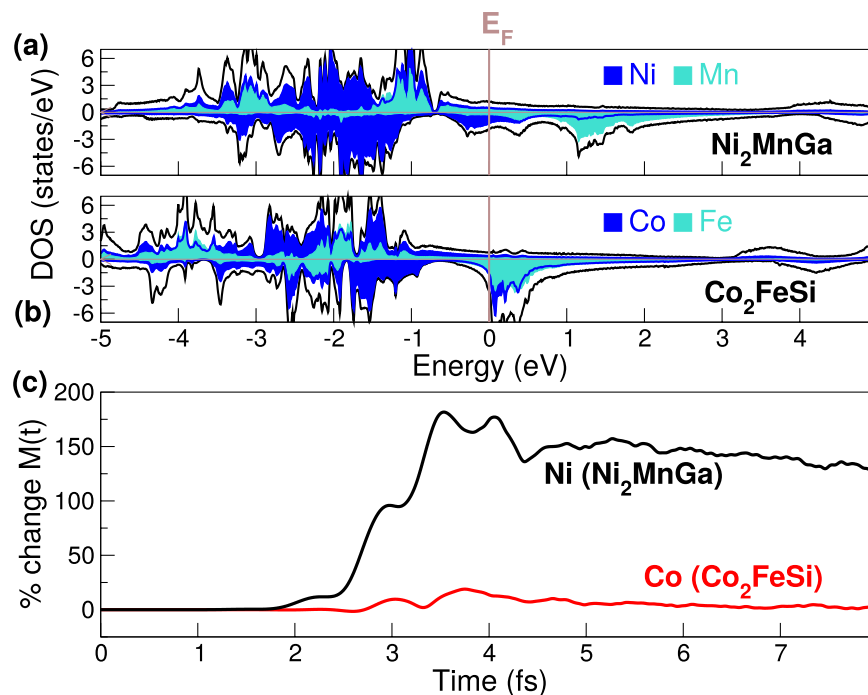 (a)
E_F
6
3
0
-3
-6
Ni Mn
Ni₂MnGa
DOS (states/eV)
6
3
0
-3
-6
Co Fe
Co₂FeSi
(b)
-5 -4 -3 -2 -1 0 1 2 3 4
Energy (eV)
(c)
200
150
100
50
0
% change M(t)
Ni (Ni₂MnGa)
Co (Co₂FeSi)
0 1 2 3 4 5 6 7
Time (fs)